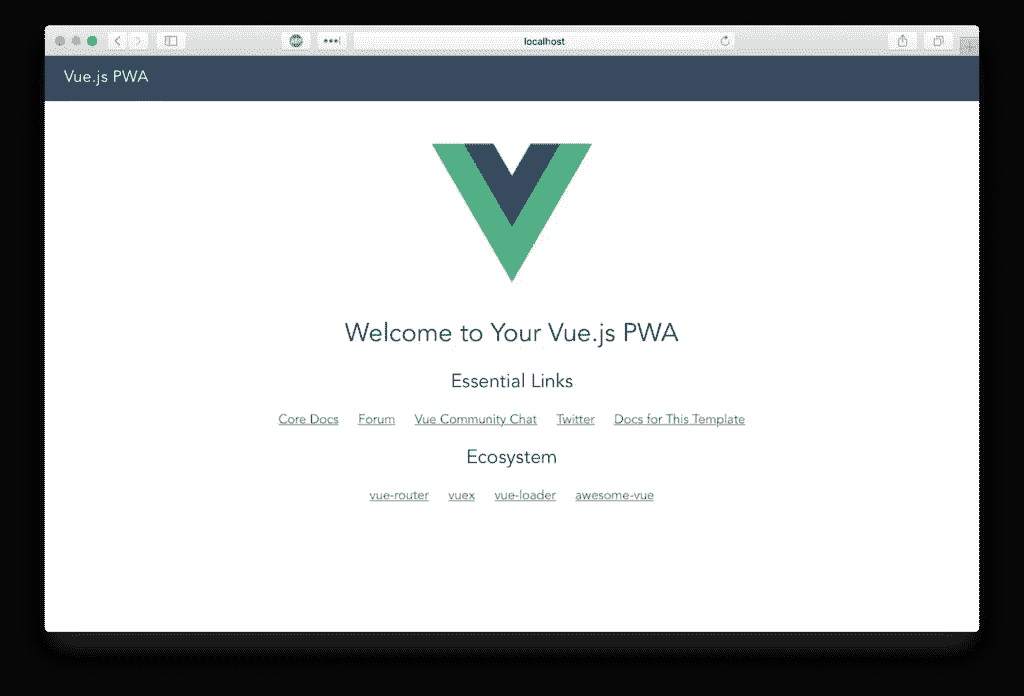 localhost
Vue.js PWA
Welcome to Your Vue.js PWA
Essential Links
Core Docs Forum Vue Community Chat Twitter Docs for This Template
Ecosystem
vue-router vuex vue-loader awesome-vue